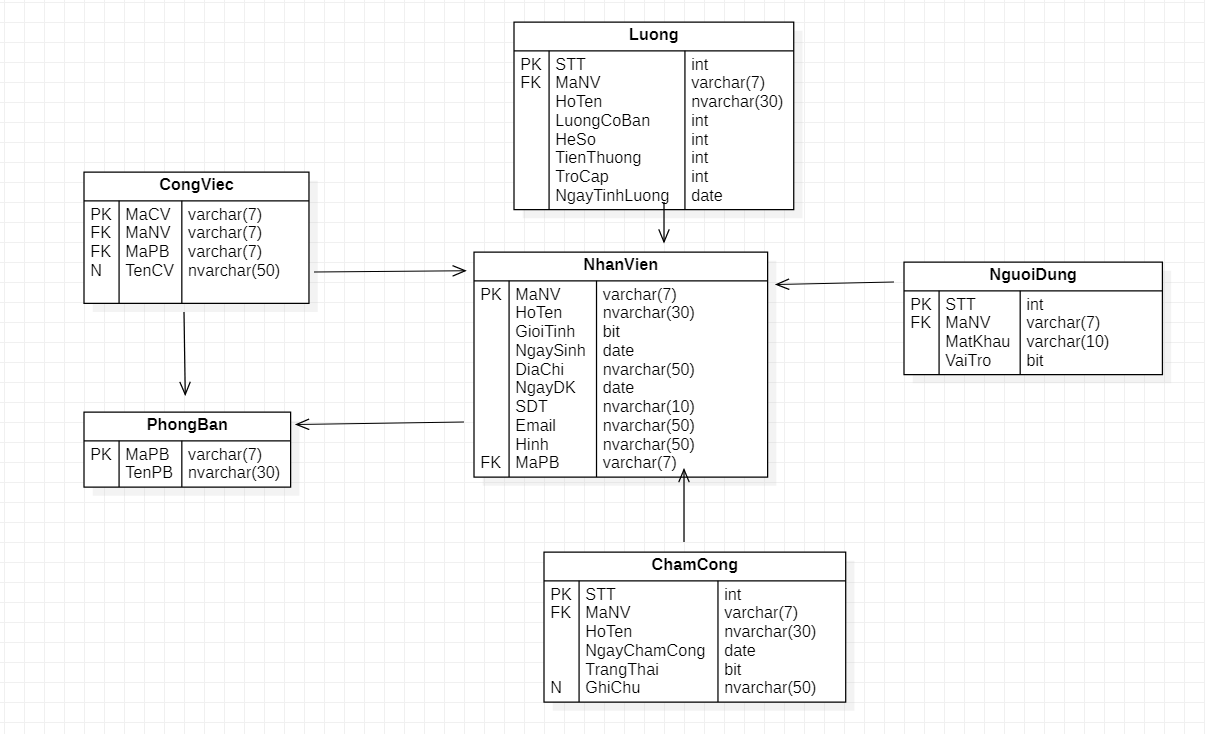 Luong
PK STT int
FK MaNV varchar(7)
HoTen nvarchar(30)
LuongCoBan int
HeSo int
TienThuong int
TroCap int
NgayTinhLuong date
CongViec
PK MaCV varchar(7)
FK MaNV varchar(7)
FK MaPB varchar(7)
N TenCV nvarchar(50)
NhanVien
PK MaNV varchar(7)
HoTen nvarchar(30)
GioiTinh bit
NgaySinh date
DiaChi nvarchar(50)
NgayDK date
SDT nvarchar(10)
Email nvarchar(50)
Hinh nvarchar(50)
FK MaPB varchar(7)
NguoiDung
PK STT int
FK MaNV varchar(7)
MatKhau varchar(10)
VaiTro bit
PhongBan
PK MaPB varchar(7)
TenPB nvarchar(30)
ChamCong
PK STT int
FK MaNV varchar(7)
HoTen nvarchar(30)
NgayChamCong date
TrangThai bit
N GhiChu nvarchar(50)